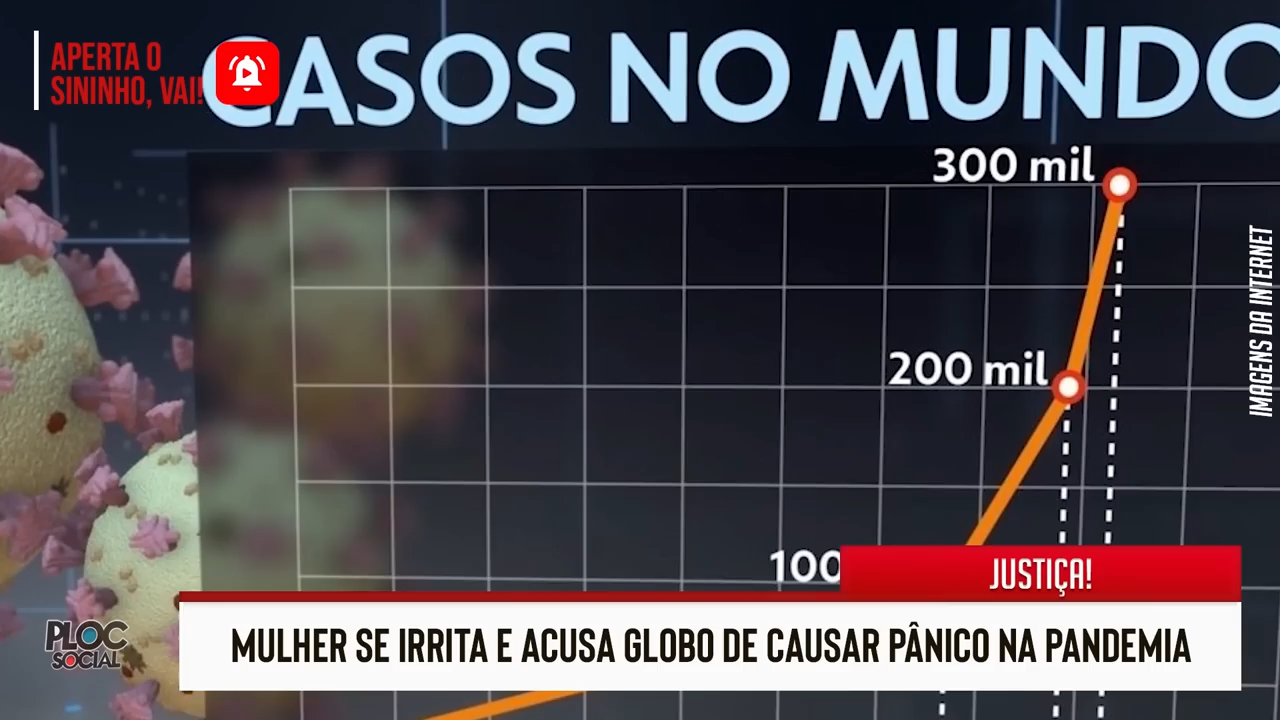 APERTA O
SININHO, VAI!
CASOS NO MUNDO
300 mil
200 mil
100
IMAGENS DA INTERNET
JUSTIÇA!
MULHER SE IRRITA E ACUSA GLOBO DE CAUSAR PÂNICO NA PANDEMIA
PLOC
SOCIAL